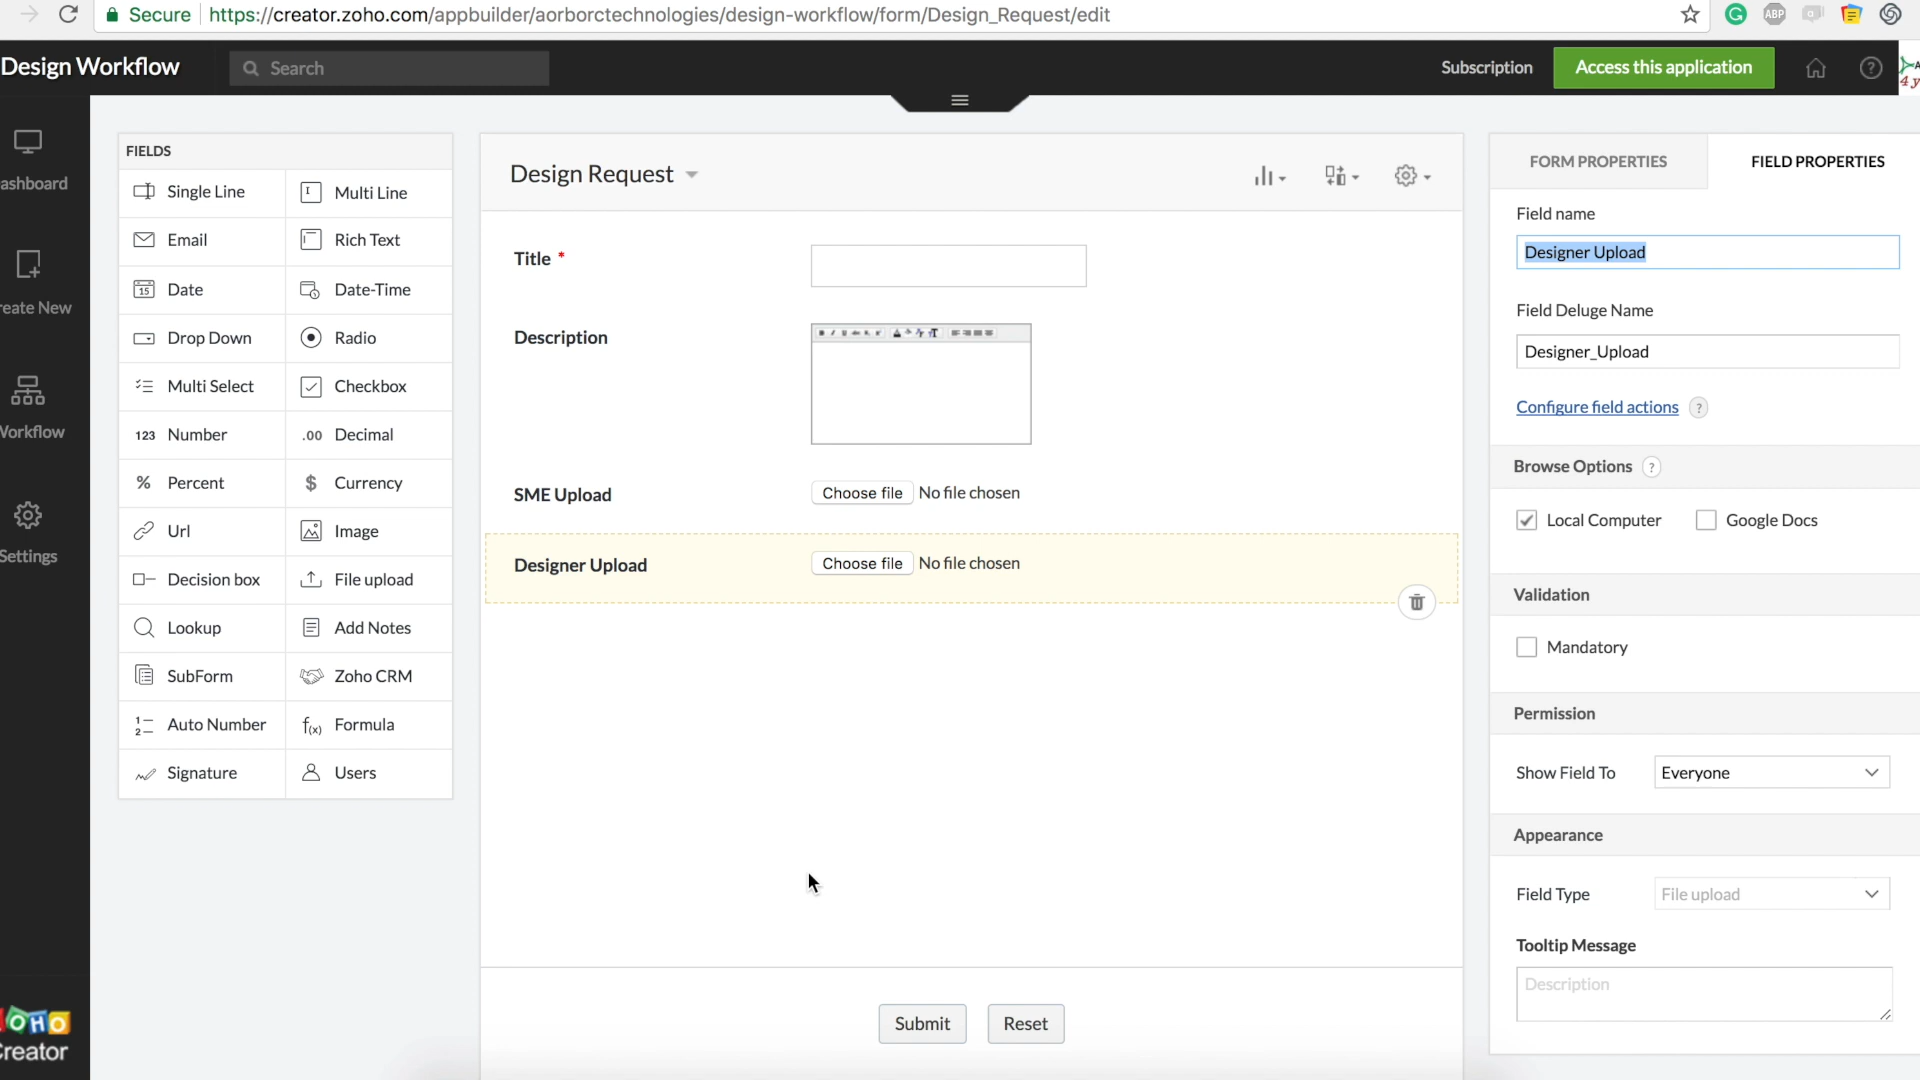 Secure https://creator.zoho.com/appbuilder/aorborctechnologies/design-workflow/form/Design_Request/edit
ABP
Design Workflow
Search
Subscription
Access this application
ashboard
reate New
Workflow
Settings
FIELDS
Single Line
Multi Line
Email
Rich Text
15 Date
Date-Time
Drop Down
Radio
Multi Select
Checkbox
123 Number
.00 Decimal
% Percent
$ Currency
Url
Image
Decision box
File upload
Lookup
Add Notes
SubForm
Zoho CRM
Auto Number
f(x) Formula
Signature
Users
Design Request
Title *
Description
SME Upload
Choose file No file chosen
Designer Upload
Choose file No file chosen
Submit
Reset
FORM PROPERTIES
FIELD PROPERTIES
Field name
Designer Upload
Field Deluge Name
Designer_Upload
Configure field actions ?
Browse Options ?
Local Computer
Google Docs
Validation
Mandatory
Permission
Show Field To
Everyone
Appearance
Field Type
File upload
Tooltip Message
Description
ZOHO
Creator